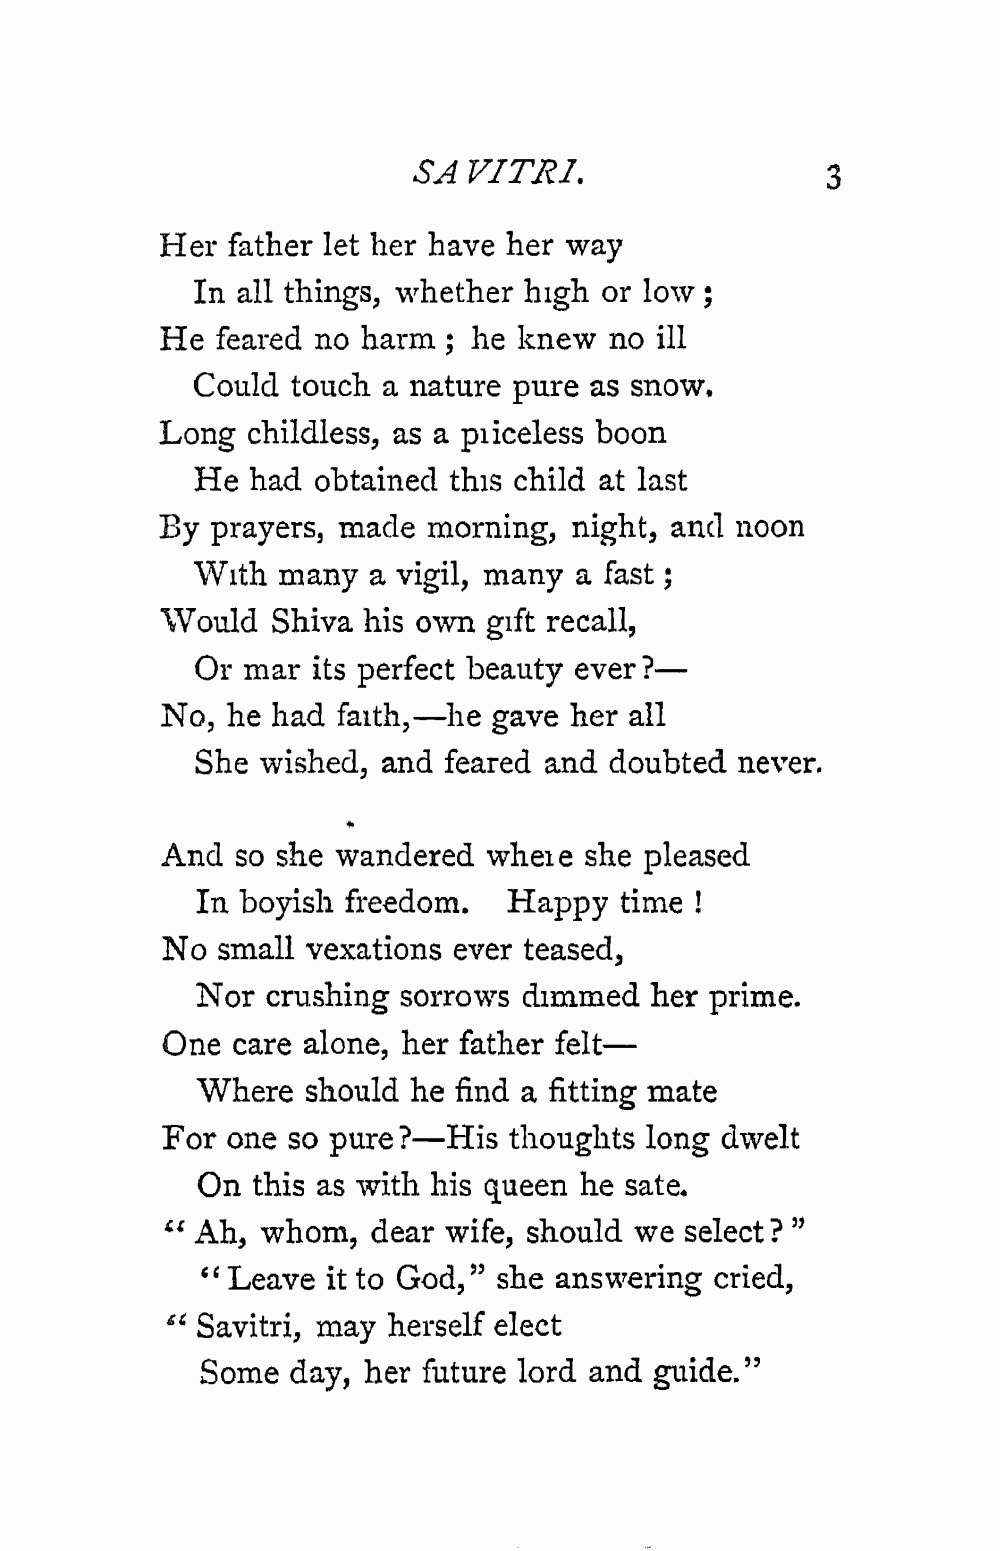 SAVITRI. 3
Her father let her have her way
In all things, whether high or low ;
He feared no harm ; he knew no ill
Could touch a nature pure as snow.
Long childless, as a priceless boon
He had obtained this child at last
By prayers, made morning, night, and noon
With many a vigil, many a fast ;
Would Shiva his own gift recall,
Or mar its perfect beauty ever ?—
No, he had faith,—he gave her all
She wished, and feared and doubted never.
And so she wandered where she pleased
In boyish freedom. Happy time !
No small vexations ever teased,
Nor crushing sorrows dimmed her prime.
One care alone, her father felt—
Where should he find a fitting mate
For one so pure ?—His thoughts long dwelt
On this as with his queen he sate.
“ Ah, whom, dear wife, should we select ? ”
“ Leave it to God,” she answering cried,
“ Savitri, may herself elect
Some day, her future lord and guide.”